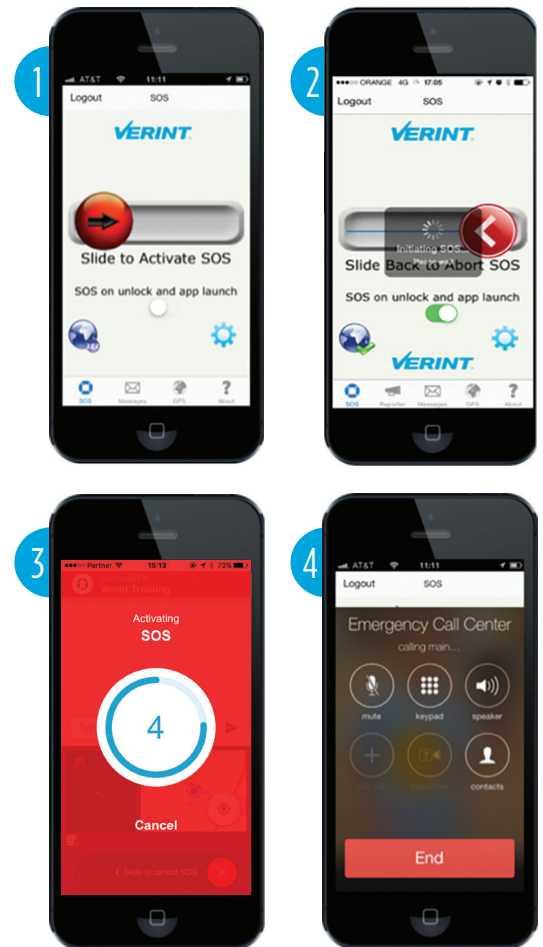 1
AT&T 11:11
Logout SOS
VERINT.
Slide to Activate SOS
SOS on unlock and app launch
SOS Messages GPS ? About
2
ORANGE 4G 17:05
Logout SOS
VERINT.
Initiating SOS...
Slide Back to Abort SOS
SOS on unlock and app launch
VERINT.
SOS Reporter Messages GPS ? About
3
Partner 15:13 73%
Verint Training
Activating
SOS
4
Cancel
< Slide to cancel SOS
4
AT&T 11:11
Logout SOS
Emergency Call Center
calling main...
mute keypad speaker
contacts
End